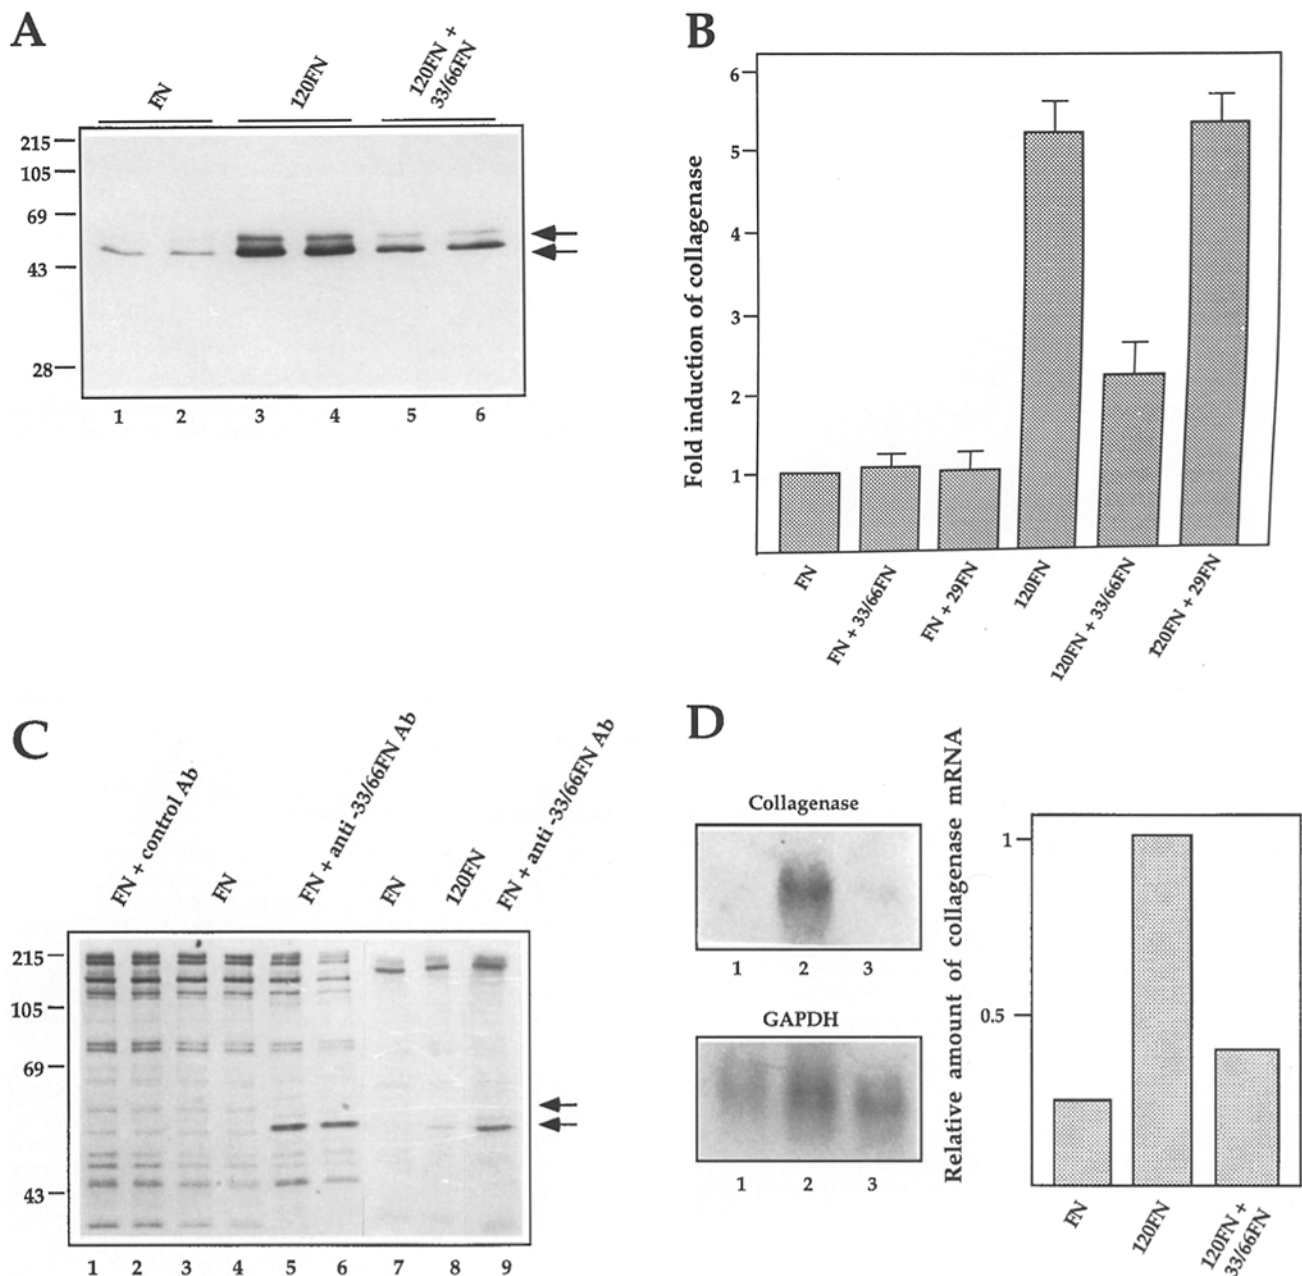 A
FN
120FN
120FN +
33/66FN
215
105
69
43
28
1 2 3 4 5 6
B
Fold induction of collagenase
6
5
4
3
2
1
FN
FN + 33/66FN
FN + 29FN
120FN
120FN + 33/66FN
120FN + 29FN
C
FN + control Ab
FN
FN + anti -33/66FN Ab
FN
120FN
FN + anti -33/66FN Ab
215
105
69
43
1 2 3 4 5 6 7 8 9
D
Collagenase
1 2 3
GAPDH
1 2 3
Relative amount of collagenase mRNA
1
0.5
FN
120FN
120FN +
33/66FN